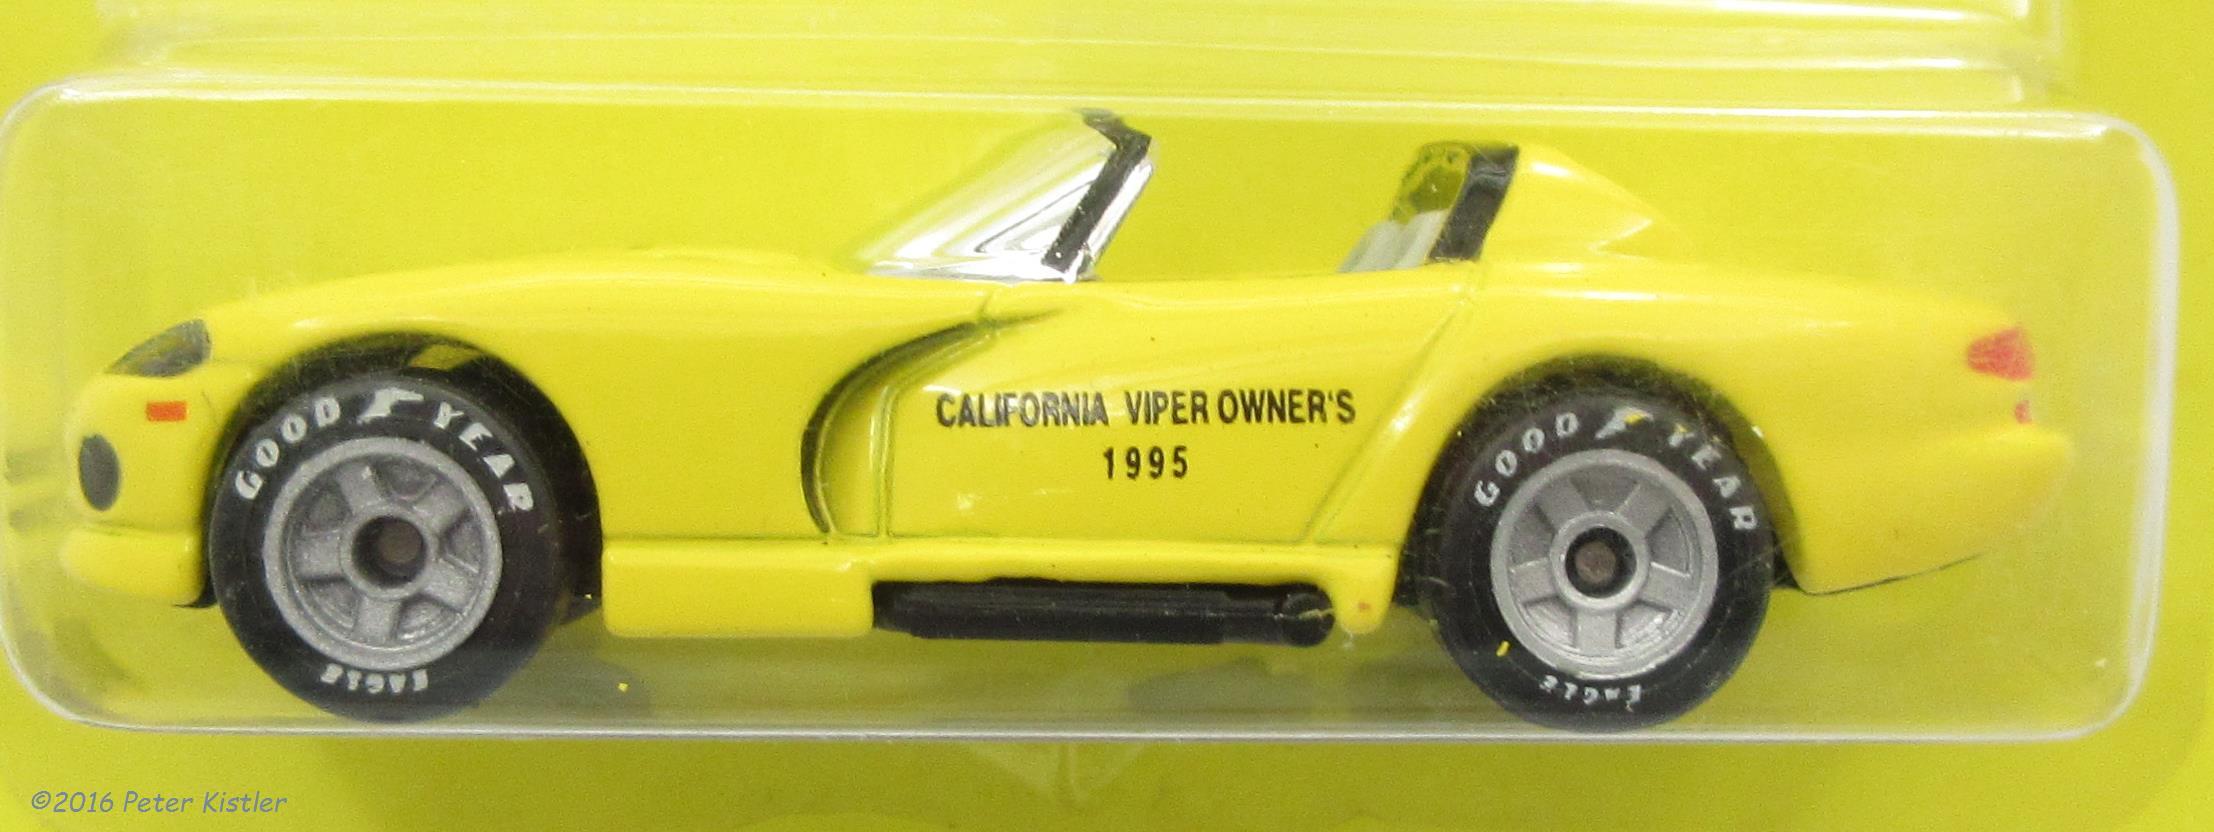 CALIFORNIA VIPER OWNER'S
1995
GOOD YEAR
EAGLE
GOOD YEAR
EAGLE
©2016 Peter Kistler